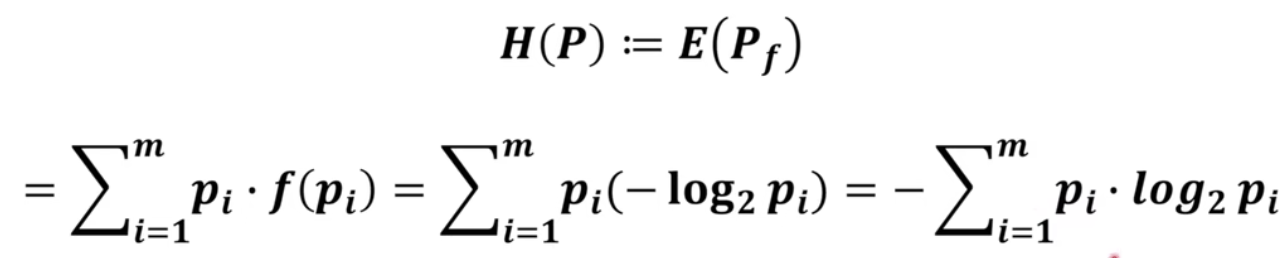 H(P) ≔ E(P_f)
= ∑_{i=1}^{m} p_i · f(p_i) = ∑_{i=1}^{m} p_i(−log₂ p_i) = −∑_{i=1}^{m} p_i · log₂ p_i